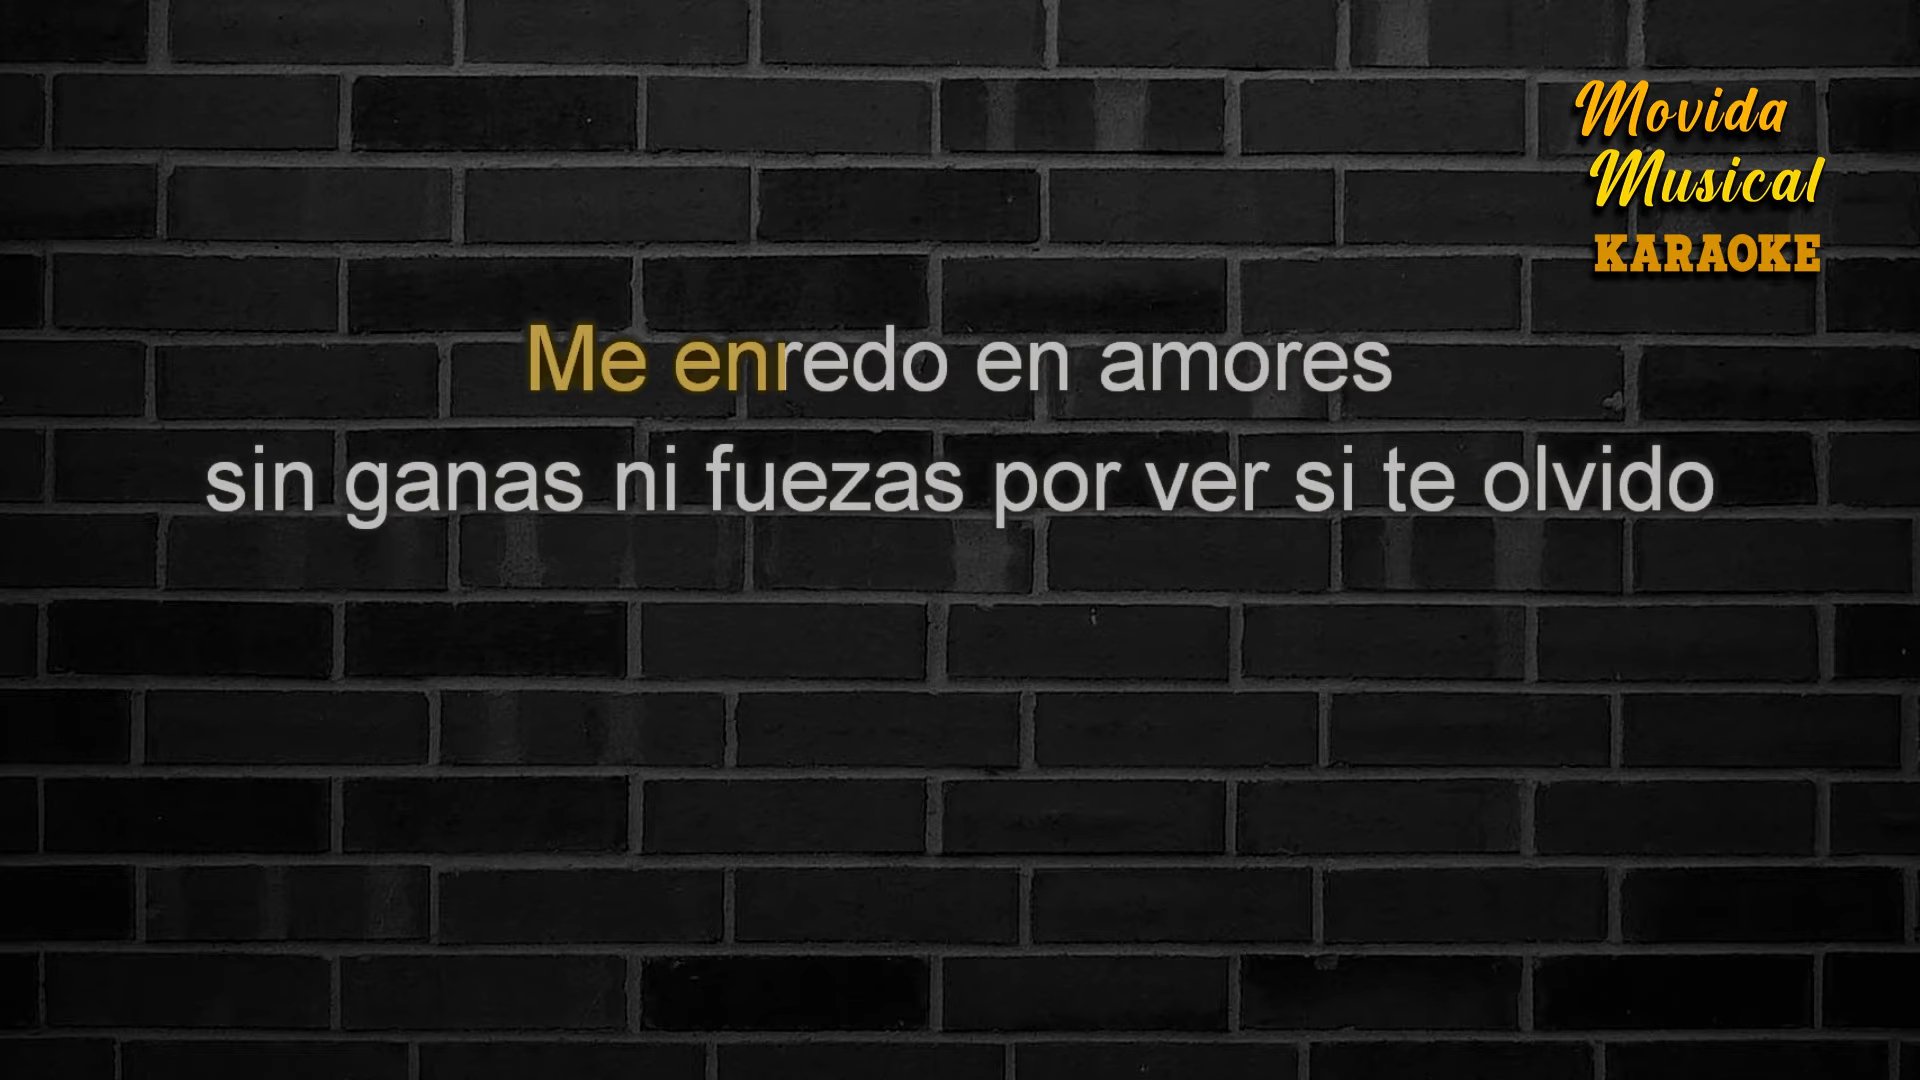 Movida
Musical
KARAOKE
Me enredo en amores
sin ganas ni fuezas por ver si te olvido